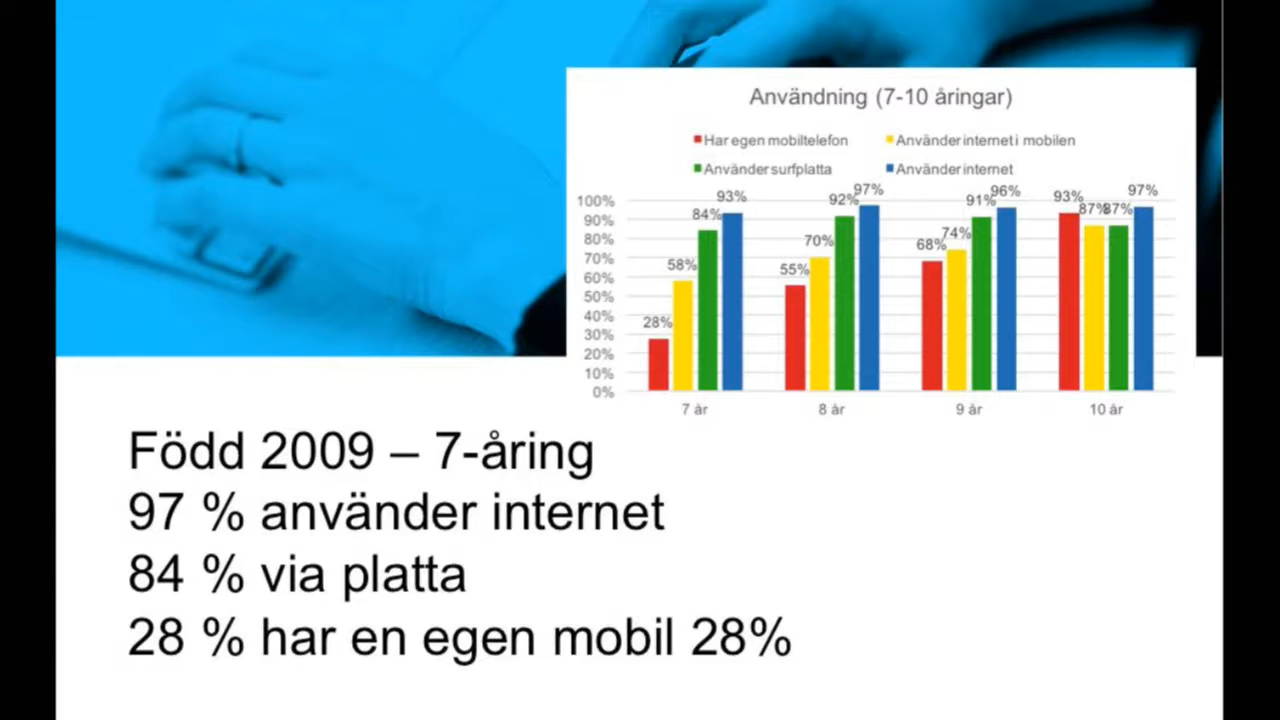 Användning (7-10 åringar)
Har egen mobiltelefon Använder internet i mobilen
Använder surfplatta Använder internet
100%
90%
80%
70%
60%
50%
40%
30%
20%
10%
0%
28% 58% 84% 93%
55% 70% 92% 97%
68% 74% 91% 96%
93% 87% 87% 97%
7 år 8 år 9 år 10 år
Född 2009 – 7-åring
97 % använder internet
84 % via platta
28 % har en egen mobil 28%